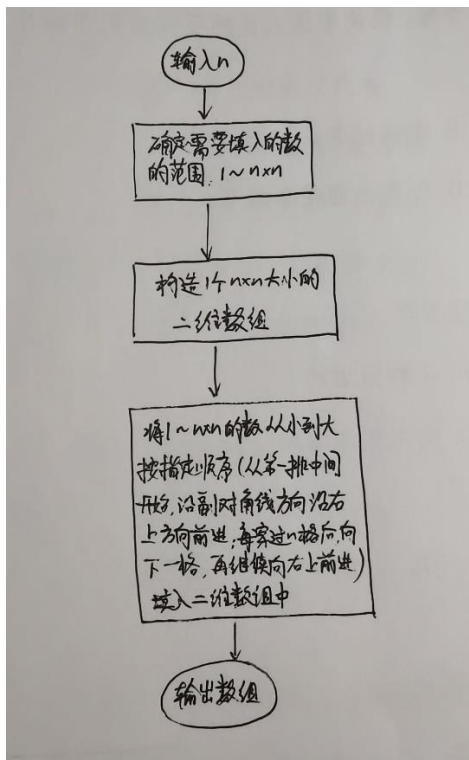 输入n
确定需要填入的数
的范围.1~n×n
构造1个n×n大小的
二维数组
将1~n×n的数从小到大
按指定顺序(从第一排中间
开始,沿副对角线方向沿右
上方向前进;每穿过n格后,向
下一格,再继续向右上前进)
填入二维数组中
输出数组